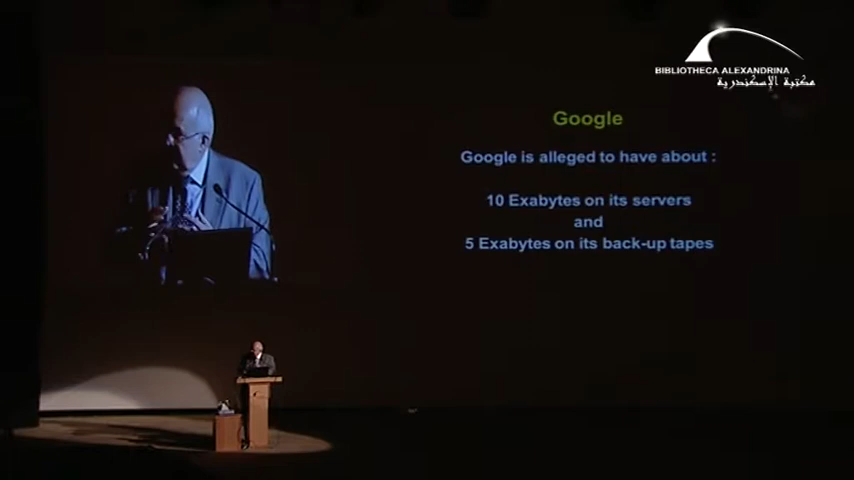 BIBLIOTHECA ALEXANDRINA
مكتبة الإسكندرية
Google
Google is alleged to have about :
10 Exabytes on its servers
and
5 Exabytes on its back-up tapes